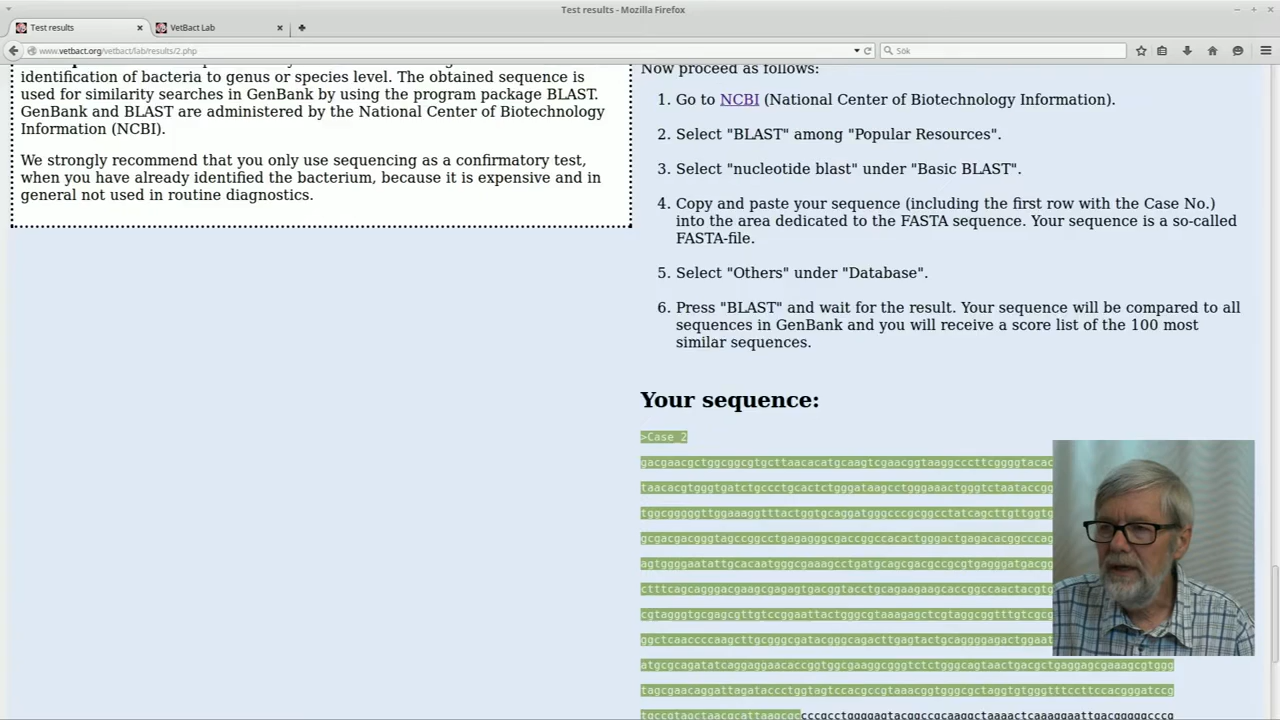 Test results - Mozilla Firefox
Test results
VetBact Lab
www.vetbact.org/vetbact/lab/results/2.php
Sök
identification of bacteria to genus or species level. The obtained sequence is
used for similarity searches in GenBank by using the program package BLAST.
GenBank and BLAST are administered by the National Center of Biotechnology
Information (NCBI).
We strongly recommend that you only use sequencing as a confirmatory test,
when you have already identified the bacterium, because it is expensive and in
general not used in routine diagnostics.
Now proceed as follows:
1. Go to NCBI (National Center of Biotechnology Information).
2. Select "BLAST" among "Popular Resources".
3. Select "nucleotide blast" under "Basic BLAST".
4. Copy and paste your sequence (including the first row with the Case No.)
into the area dedicated to the FASTA sequence. Your sequence is a so-called
FASTA-file.
5. Select "Others" under "Database".
6. Press "BLAST" and wait for the result. Your sequence will be compared to all
sequences in GenBank and you will receive a score list of the 100 most
similar sequences.
Your sequence:
>Case 2
gacgaacgctggcggcgtgcttaacacatgcaagtcgaacggtaaggcccttcggggtacac
taacacgtgggtgatctgccctgcactctgggataagcctgggaaactgggtctaataccgg
tggcgggggttggaaaggtttactggtgcaggatgggcccgcggcctatcagcttgttggtg
gcgacgacgggtagccggcctgagagggcgaccggccacactgggactgagacacggcccag
agtggggaatattgcacaatgggcgaaagcctgatgcagcgacgccgcgtgagggatgacgg
ctttcagcagggacgaagcgagagtgacggtacctgcagaagaagcaccggccaactacgtg
cgtagggtgcgagcgttgtccggaattactgggcgtaaagagctcgtaggcggtttgtcgcg
ggctcaaccccaagcttgcgggcgatacgggcagacttgagtactgcaggggagactggaat
atgcgcagatatcaggaggaacaccggtggcgaaggcgggtctctgggcagtaactgacgctgaggagcgaaagcgtggg
tagcgaacaggattagataccctggtagtccacgccgtaaacggtgggcgctaggtgtgggtttccttccacgggatccg
tgccgtagctaacgcattaagcgccccgcctggggagtacggccgcaaggctaaaactcaaaggaattgacgggggcccg